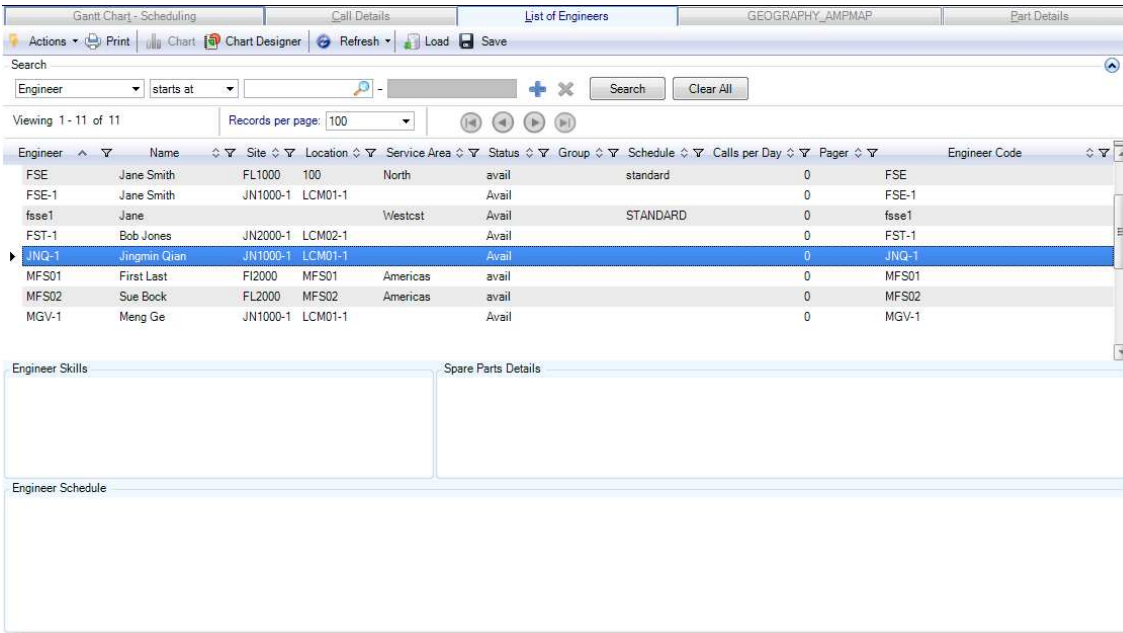 Gantt Chart - Scheduling Call Details List of Engineers GEOGRAPHY_AMPMAP Part Details
Actions Print Chart Chart Designer Refresh Load Save
Search
Engineer starts at - Search Clear All
Viewing 1 - 11 of 11 Records per page: 100
Engineer Name Site Location Service Area Status Group Schedule Calls per Day Pager Engineer Code
FSE Jane Smith FL1000 100 North avail standard 0 FSE
FSE-1 Jane Smith JN1000-1 LCM01-1 Avail 0 FSE-1
fsse1 Jane Westcst Avail STANDARD 0 fsse1
FST-1 Bob Jones JN2000-1 LCM02-1 Avail 0 FST-1
JNQ-1 Jingmin Qian JN1000-1 LCM01-1 Avail 0 JNQ-1
MFS01 First Last FI2000 MFS01 Americas avail 0 MFS01
MFS02 Sue Bock FL2000 MFS02 Americas avail 0 MFS02
MGV-1 Meng Ge JN1000-1 LCM01-1 Avail 0 MGV-1
Engineer Skills Spare Parts Details
Engineer Schedule